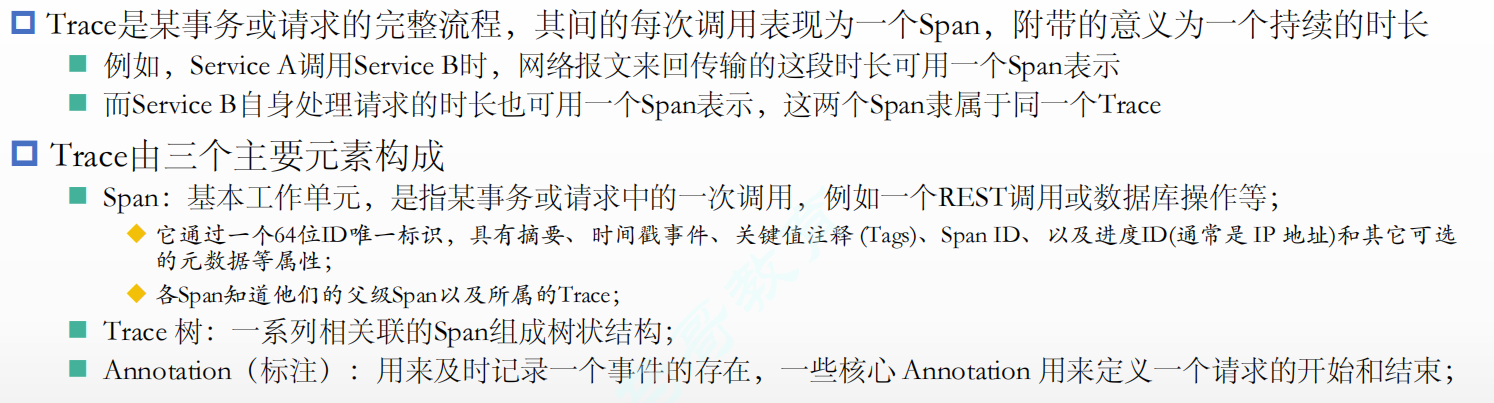 Trace是某事务或请求的完整流程，其间的每次调用表现为一个Span，附带的意义为一个持续的时长
例如，Service A调用Service B时，网络报文来回传输的这段时长可用一个Span表示
而Service B自身处理请求的时长也可用一个Span表示，这两个Span隶属于同一个Trace
Trace由三个主要元素构成
Span：基本工作单元，是指某事务或请求中的一次调用，例如一个REST调用或数据库操作等；
它通过一个64位ID唯一标识，具有摘要、时间戳事件、关键值注释 (Tags)、Span ID、以及进度ID(通常是 IP 地址)和其它可选
的元数据等属性；
各Span知道他们的父级Span以及所属的Trace；
Trace 树：一系列相关联的Span组成树状结构；
Annotation（标注）：用来及时记录一个事件的存在，一些核心 Annotation 用来定义一个请求的开始和结束；